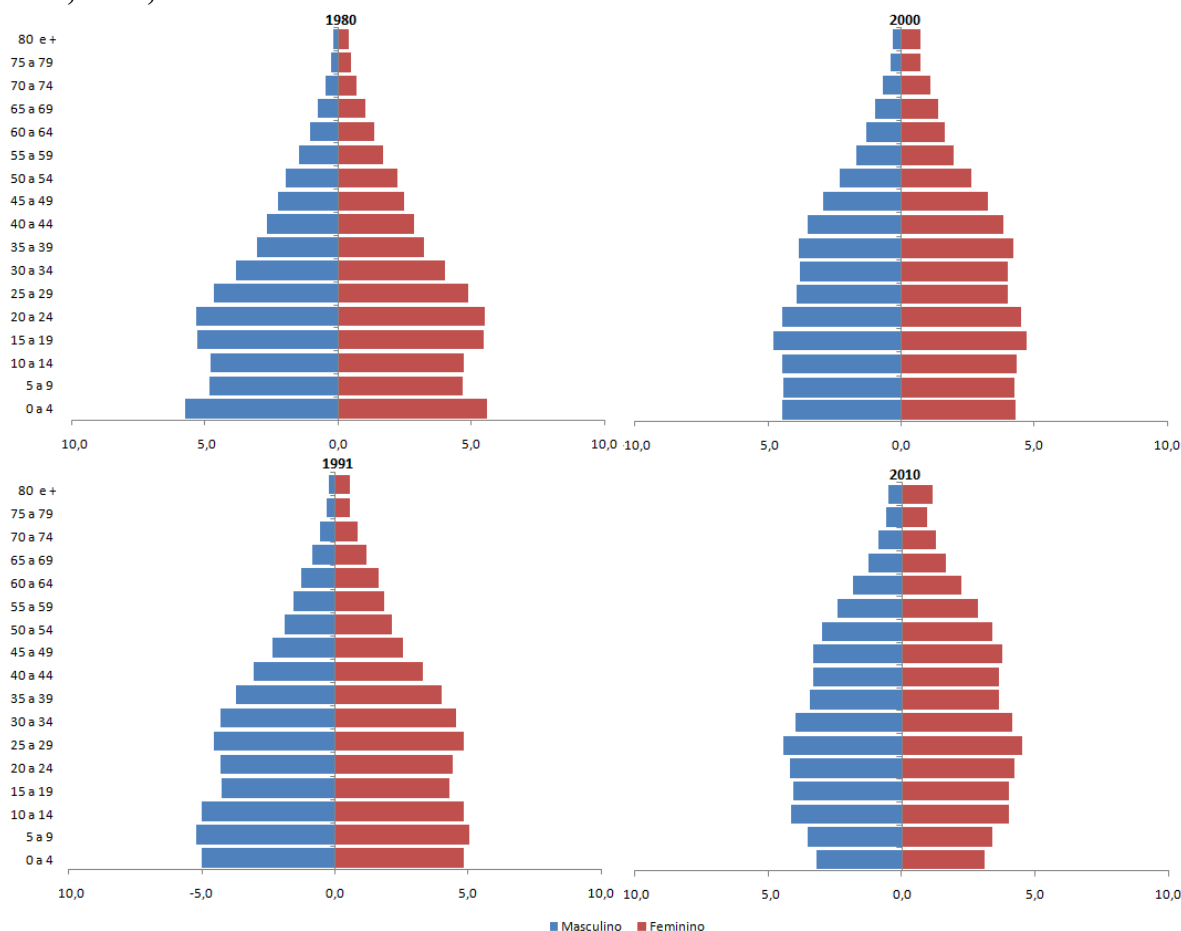 1980
80 e+
75 a 79
70 a 74
65 a 69
60 a 64
55 a 59
50 a 54
45 a 49
40 a 44
35 a 39
30 a 34
25 a 29
20 a 24
15 a 19
10 a 14
5 a 9
0 a 4
10,0 5,0 0,0 5,0 10,0
2000
10,0 5,0 0,0 5,0 10,0
1991
80 e+
75 a 79
70 a 74
65 a 69
60 a 64
55 a 59
50 a 54
45 a 49
40 a 44
35 a 39
30 a 34
25 a 29
20 a 24
15 a 19
10 a 14
5 a 9
0 a 4
10,0 -5,0 0,0 5,0 10,0
2010
10,0 5,0 0,0 5,0 10,0
Masculino Feminino